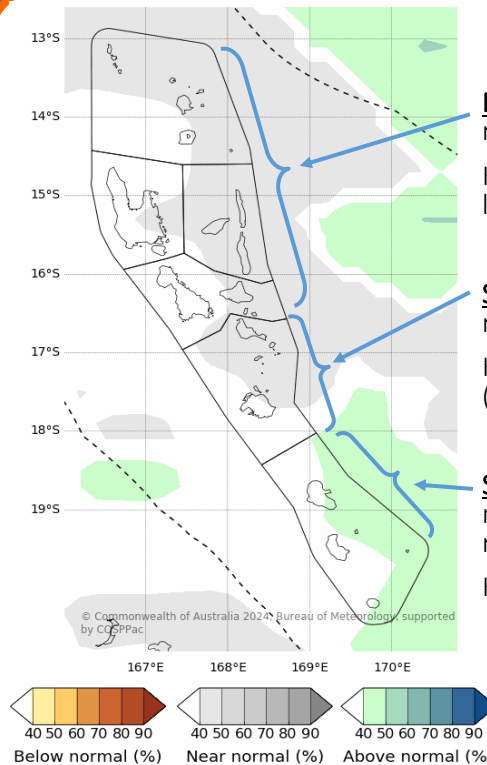 13°S
14°S
15°S
16°S
17°S
18°S
19°S
© Commonwealth of Australia 2024, Bureau of Meteorology, supported
by COSPPac
167°E 168°E 169°E 170°E
40 50 60 70 80 90 40 50 60 70 80 90 40 50 60 70 80 90
Below normal (%) Near normal (%) Above normal (%)